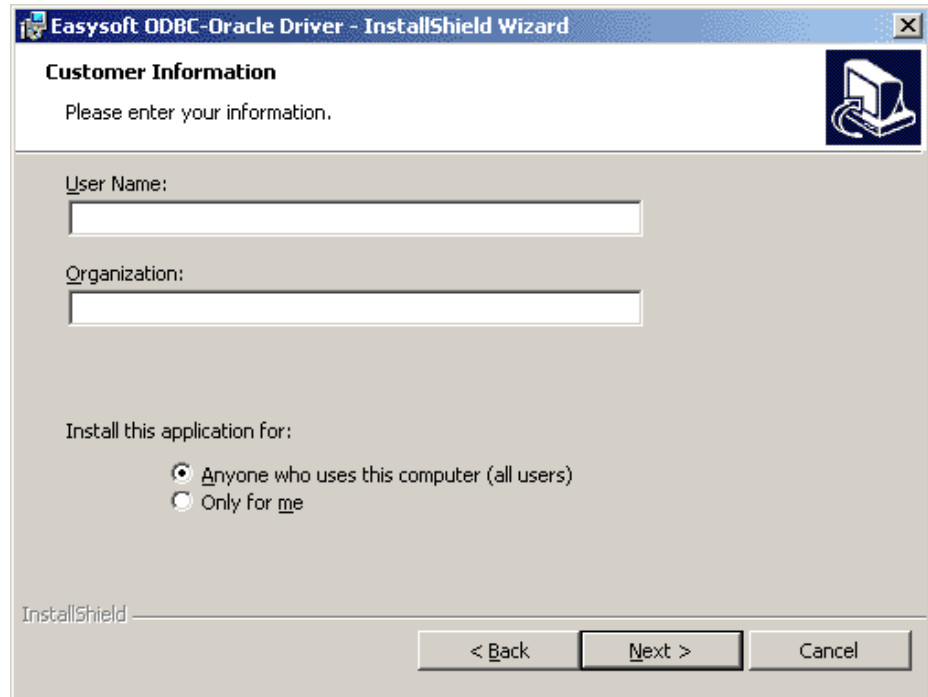 Easysoft ODBC-Oracle Driver - InstallShield Wizard
Customer Information
Please enter your information.
User Name:
Organization:
Install this application for:
Anyone who uses this computer (all users)
Only for me
InstallShield
< Back
Next >
Cancel